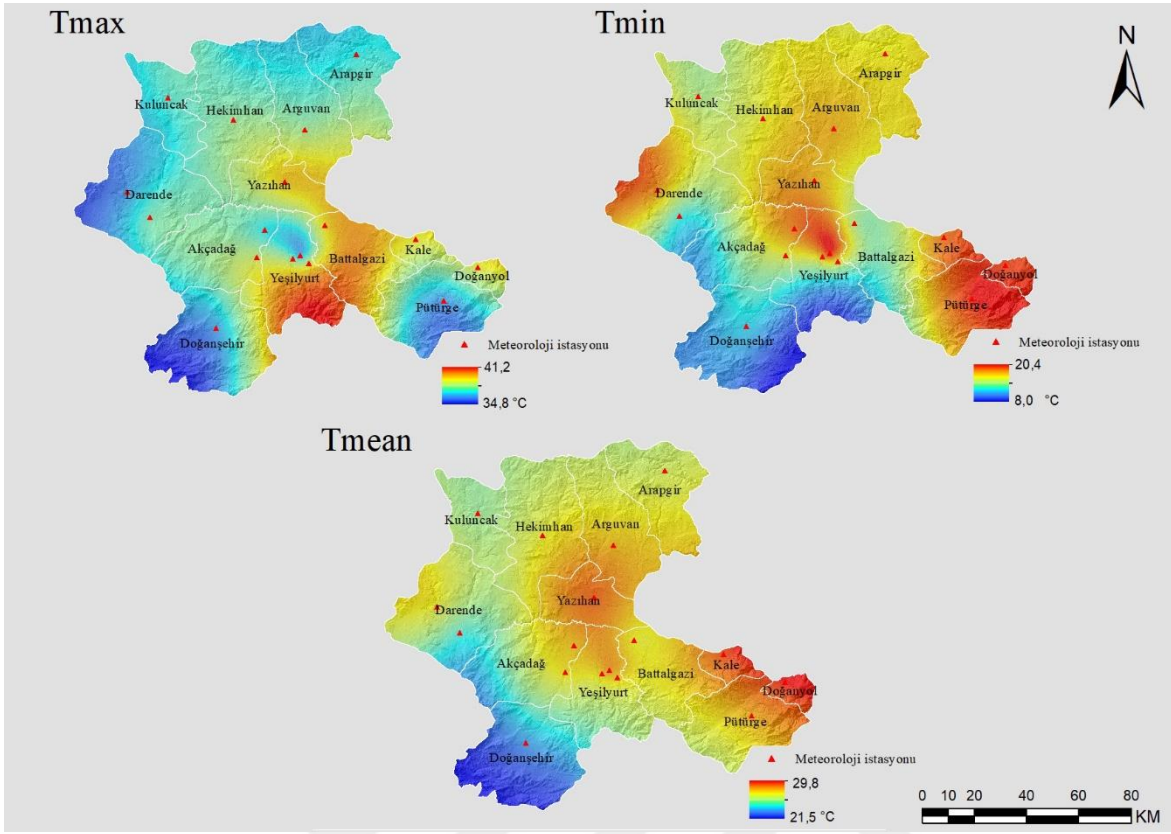 Tmax
Arapgir
Kuluncak
Hekimhan
Arguvan
Yazıhan
Darende
Akçadağ
Battalgazi
Kale
Yeşilyurt
Doğanyol
Pütürge
Doğanşehir
Meteoroloji istasyonu
41,2
34,8 °C
Tmin
N
Arapgir
Kuluncak
Hekimhan
Arguvan
Yazıhan
Darende
Akçadağ
Battalgazi
Kale
Yeşilyurt
Doğanyol
Pütürge
Doğanşehir
Meteoroloji istasyonu
20,4
8,0 °C
Tmean
Arapgir
Kuluncak
Hekimhan
Arguvan
Yazıhan
Darende
Akçadağ
Battalgazi
Kale
Yeşilyurt
Doğanyol
Pütürge
Doğanşehir
Meteoroloji istasyonu
29,8
21,5 °C
0 10 20 40 60 80
KM